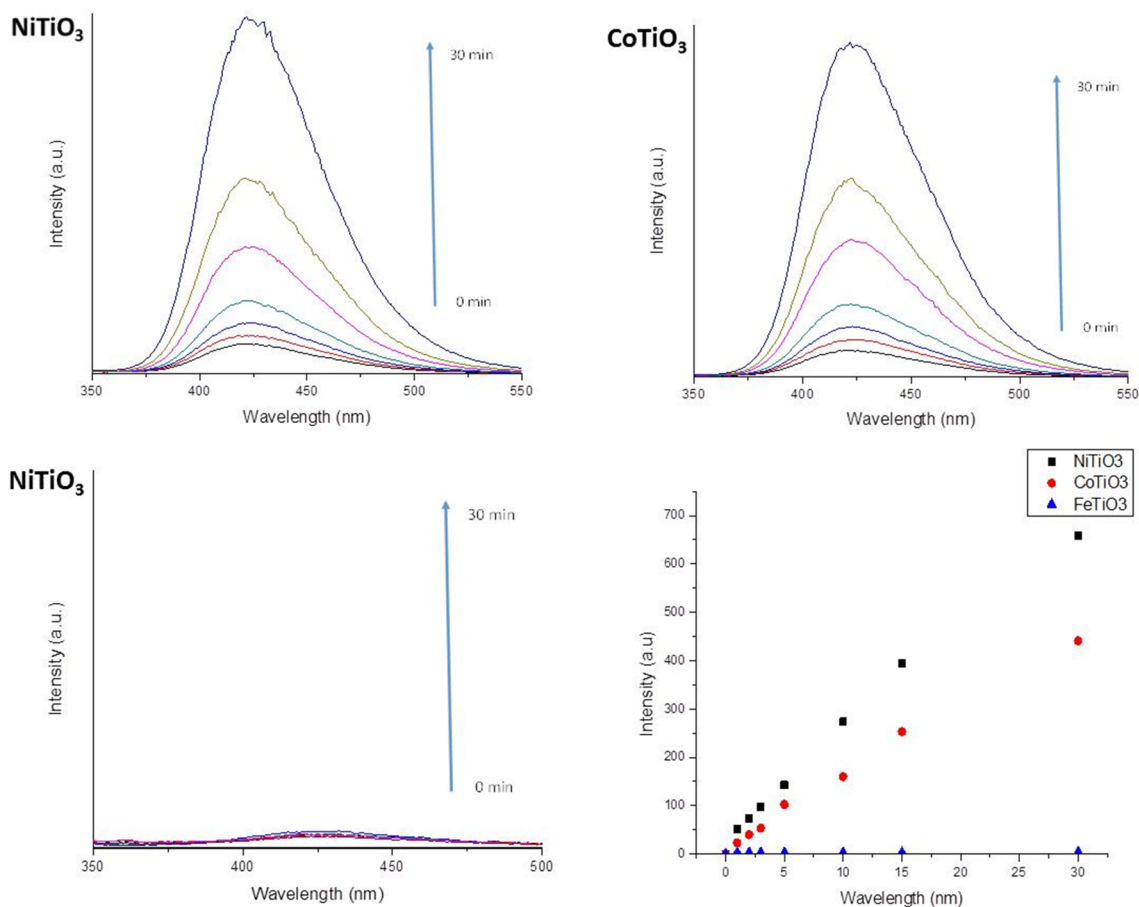 NiTiO₃
30 min
0 min
Intensity (a.u.)
350 400 450 500 550
Wavelength (nm)
CoTiO₃
30 min
0 min
Intensity (a.u.)
350 400 450 500 550
Wavelength (nm)
NiTiO₃
30 min
0 min
Intensity (a.u.)
350 400 450 500
Wavelength (nm)
NiTiO3
CoTiO3
FeTiO3
700
600
500
400
300
200
100
0
Intensity (a.u)
0 5 10 15 20 25 30
Wavelength (nm)